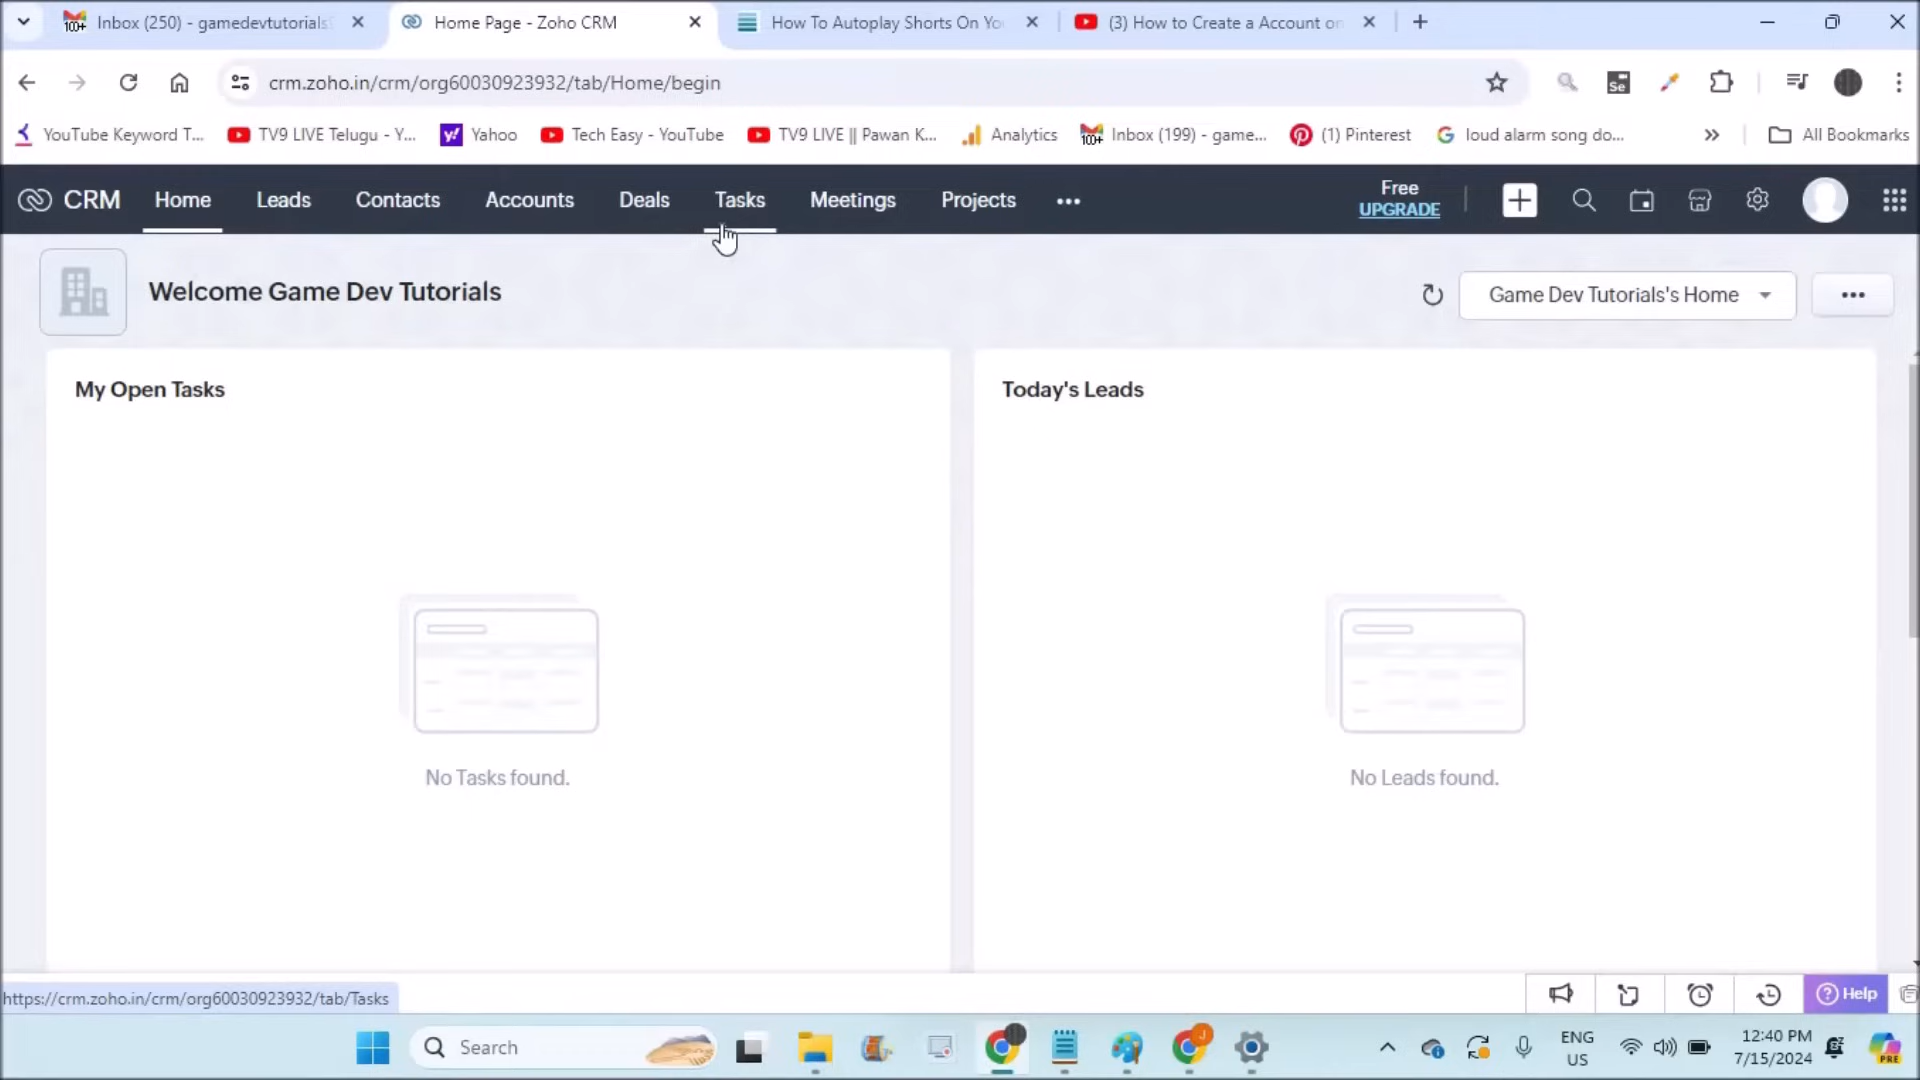 Inbox (250) - gamedevtutorials
Home Page - Zoho CRM
How To Autoplay Shorts On Yo
(3) How to Create a Account on
crm.zoho.in/crm/org60030923932/tab/Home/begin
YouTube Keyword T...
TV9 LIVE Telugu - Y...
Yahoo
Tech Easy - YouTube
TV9 LIVE || Pawan K...
Analytics
Inbox (199) - game...
(1) Pinterest
loud alarm song do...
All Bookmarks
CRM
Home
Leads
Contacts
Accounts
Deals
Tasks
Meetings
Projects
Free
UPGRADE
Welcome Game Dev Tutorials
Game Dev Tutorials's Home
My Open Tasks
Today's Leads
No Tasks found.
No Leads found.
https://crm.zoho.in/crm/org60030923932/tab/Tasks
Help
Search
ENG
US
12:40 PM
7/15/2024
PRE